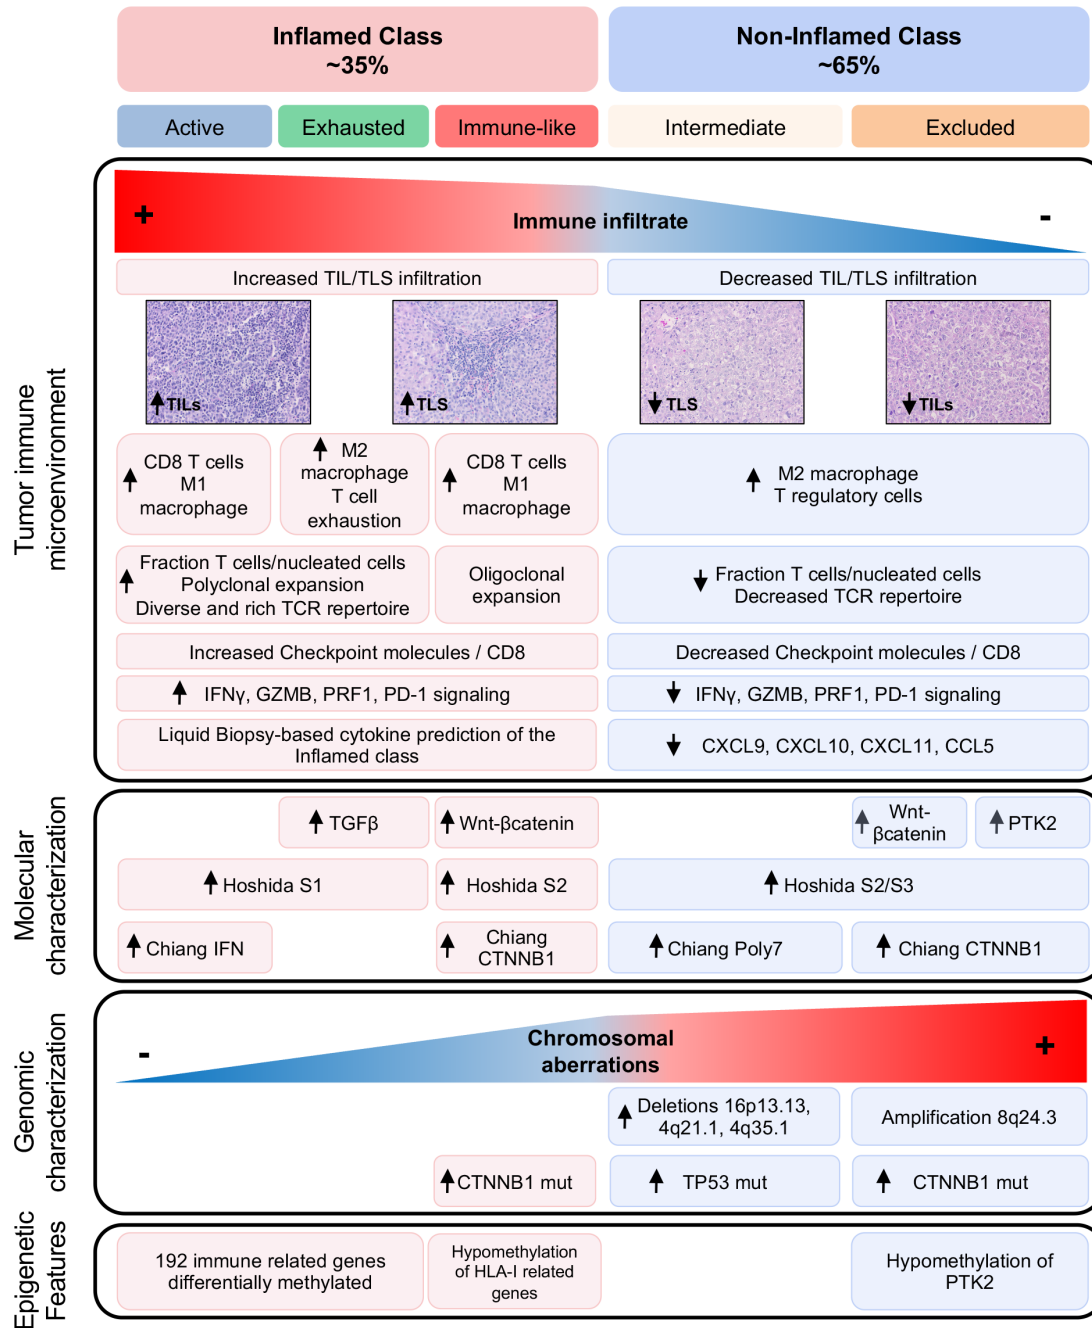 Inflamed Class
~35%
Non-Inflamed Class
~65%
Active
Exhausted
Immune-like
Intermediate
Excluded
Tumor immune
microenvironment
+
Immune infiltrate
-
Increased TIL/TLS infiltration
Decreased TIL/TLS infiltration
TILs
TLS
TLS
TILs
CD8 T cells
M1
macrophage
M2
macrophage
T cell
exhaustion
CD8 T cells
M1
macrophage
M2 macrophage
T regulatory cells
Fraction T cells/nucleated cells
Polyclonal expansion
Diverse and rich TCR repertoire
Oligoclonal
expansion
Fraction T cells/nucleated cells
Decreased TCR repertoire
Increased Checkpoint molecules / CD8
Decreased Checkpoint molecules / CD8
IFNγ, GZMB, PRF1, PD-1 signaling
IFNγ, GZMB, PRF1, PD-1 signaling
Liquid Biopsy-based cytokine prediction of the
Inflamed class
CXCL9, CXCL10, CXCL11, CCL5
Molecular
characterization
TGFβ
Wnt-βcatenin
Wnt-
βcatenin
PTK2
Hoshida S1
Hoshida S2
Hoshida S2/S3
Chiang IFN
Chiang
CTNNB1
Chiang Poly7
Chiang CTNNB1
Genomic
characterization
-
Chromosomal
aberrations
+
Deletions 16p13.13,
4q21.1, 4q35.1
Amplification 8q24.3
CTNNB1 mut
TP53 mut
CTNNB1 mut
Epigenetic
Features
192 immune related genes
differentially methylated
Hypomethylation
of HLA-I related
genes
Hypomethylation of
PTK2